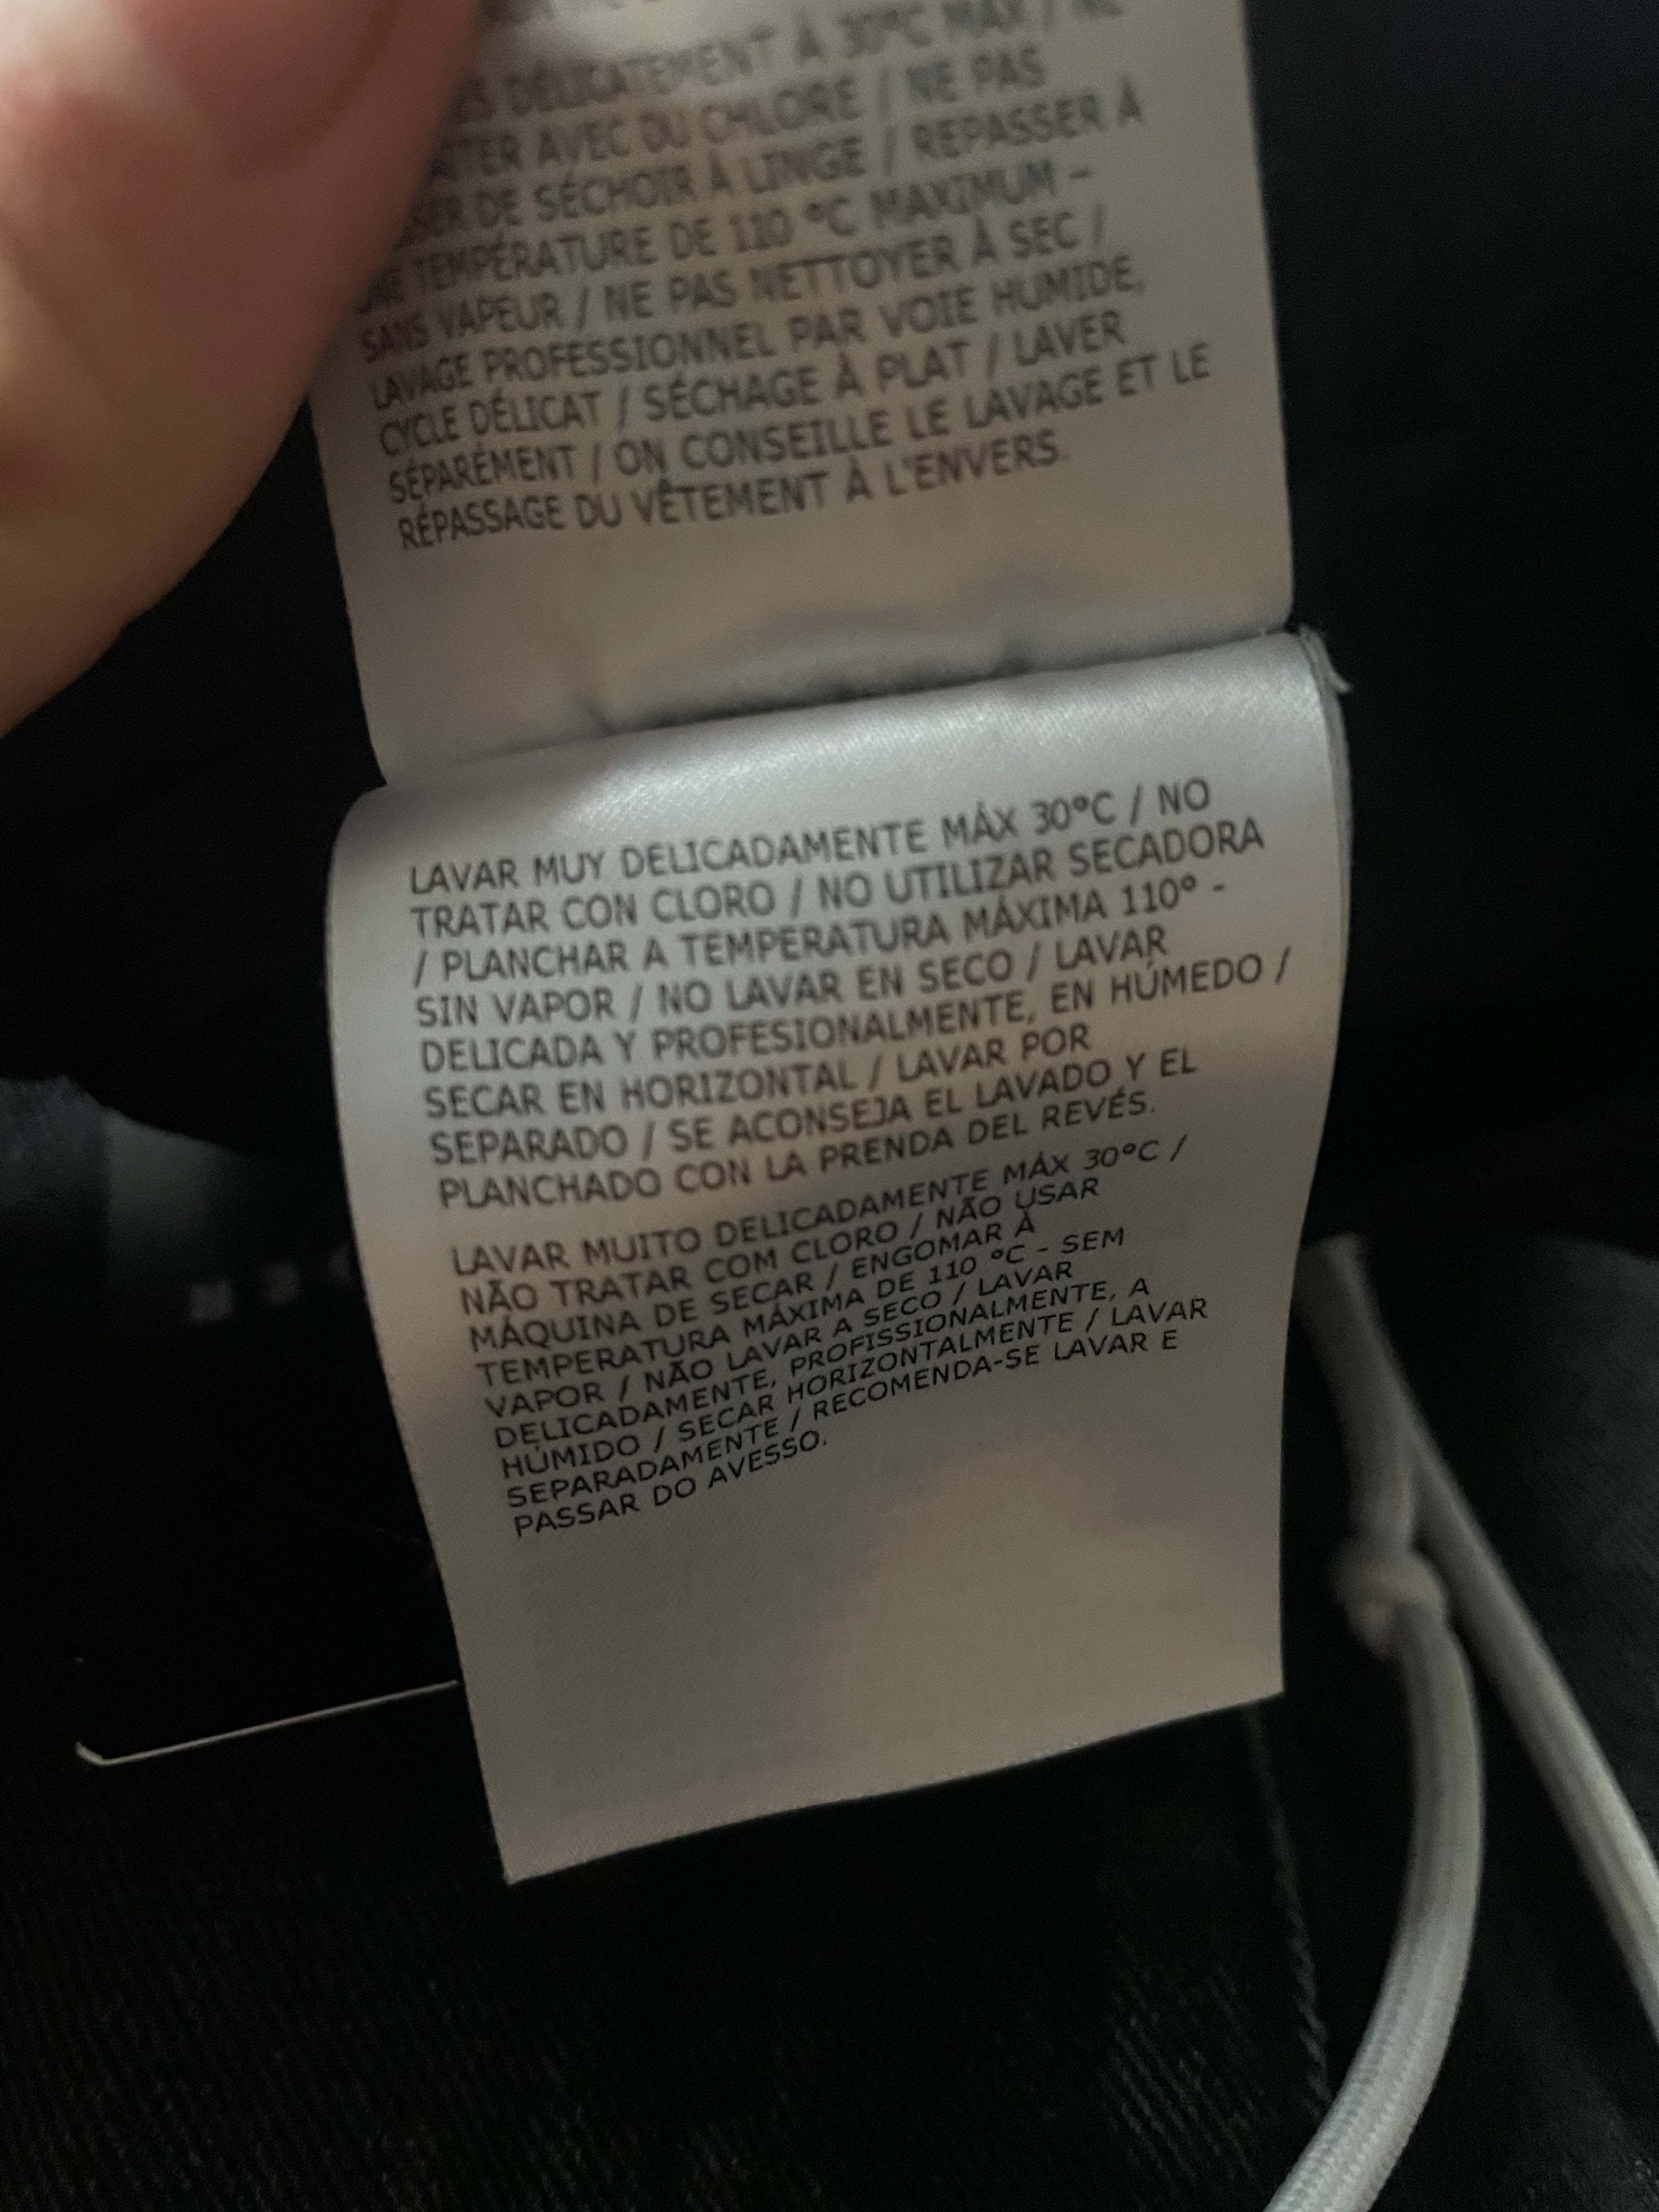 DÉLICATEMENT À 30°C MAX / NE
AVEC DU CHLORE / NE PAS
DE SÉCHOIR À LINGE / REPASSER À
TEMPÉRATURE DE 110 °C MAXIMUM –
SANS VAPEUR / NE PAS NETTOYER À SEC /
LAVAGE PROFESSIONNEL PAR VOIE HUMIDE,
CYCLE DÉLICAT / SÉCHAGE À PLAT / LAVER
SÉPARÉMENT / ON CONSEILLE LE LAVAGE ET LE
RÉPASSAGE DU VÊTEMENT À L'ENVERS.
LAVAR MUY DELICADAMENTE MÁX 30°C / NO
TRATAR CON CLORO / NO UTILIZAR SECADORA
/ PLANCHAR A TEMPERATURA MÁXIMA 110° -
SIN VAPOR / NO LAVAR EN SECO / LAVAR
DELICADA Y PROFESIONALMENTE, EN HÚMEDO /
SECAR EN HORIZONTAL / LAVAR POR
SEPARADO / SE ACONSEJA EL LAVADO Y EL
PLANCHADO CON LA PRENDA DEL REVÉS.
LAVAR MUITO DELICADAMENTE MÁX 30°C /
NÃO TRATAR COM CLORO / NÃO USAR
MÁQUINA DE SECAR / ENGOMAR À
TEMPERATURA MÁXIMA DE 110 °C - SEM
VAPOR / NÃO LAVAR A SECO / LAVAR
DELICADAMENTE, PROFISSIONALMENTE, A
HÚMIDO / SECAR HORIZONTALMENTE / LAVAR
SEPARADAMENTE / RECOMENDA-SE LAVAR E
PASSAR DO AVESSO.